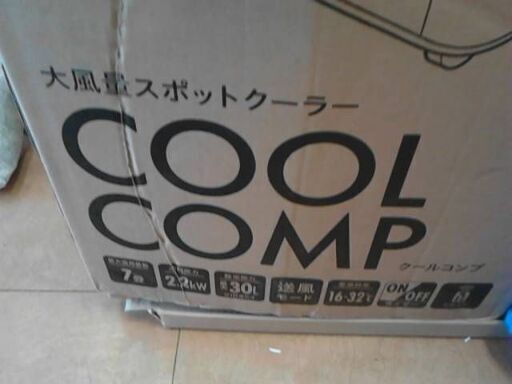 大風量スポットクーラー
COOL
COMP
クールコンプ
7畳 2.2kW 30L 送風モード 16-32℃ ON OFF